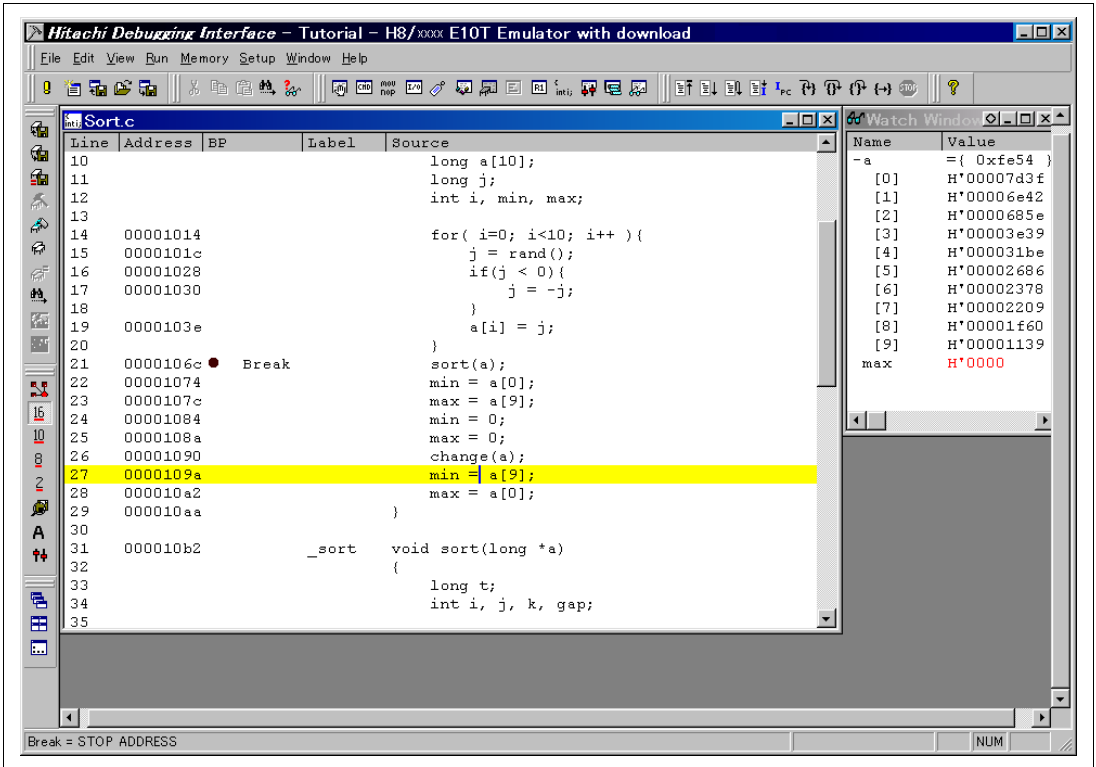 Hitachi Debugging Interface - Tutorial - H8/xxxx E10T Emulator with download
File Edit View Run Memory Setup Window Help
Sort.c
Line Address BP Label Source
10 long a[10];
11 long j;
12 int i, min, max;
13
14 00001014 for( i=0; i<10; i++ ){
15 0000101c j = rand();
16 00001028 if(j < 0){
17 00001030 j = -j;
18 }
19 0000103e a[i] = j;
20 }
21 0000106c Break sort(a);
22 00001074 min = a[0];
23 0000107c max = a[9];
24 00001084 min = 0;
25 0000108a max = 0;
26 00001090 change(a);
27 0000109a min = a[9];
28 000010a2 max = a[0];
29 000010aa }
30
31 000010b2 _sort void sort(long *a)
32 {
33 long t;
34 int i, j, k, gap;
35
Watch Window
Name Value
-a ={ 0xfe54 }
[0] H'00007d3f
[1] H'00006e42
[2] H'0000685e
[3] H'00003e39
[4] H'000031be
[5] H'00002686
[6] H'00002378
[7] H'00002209
[8] H'00001f60
[9] H'00001139
max H'0000
16
10
8
2
A
Break = STOP ADDRESS
NUM